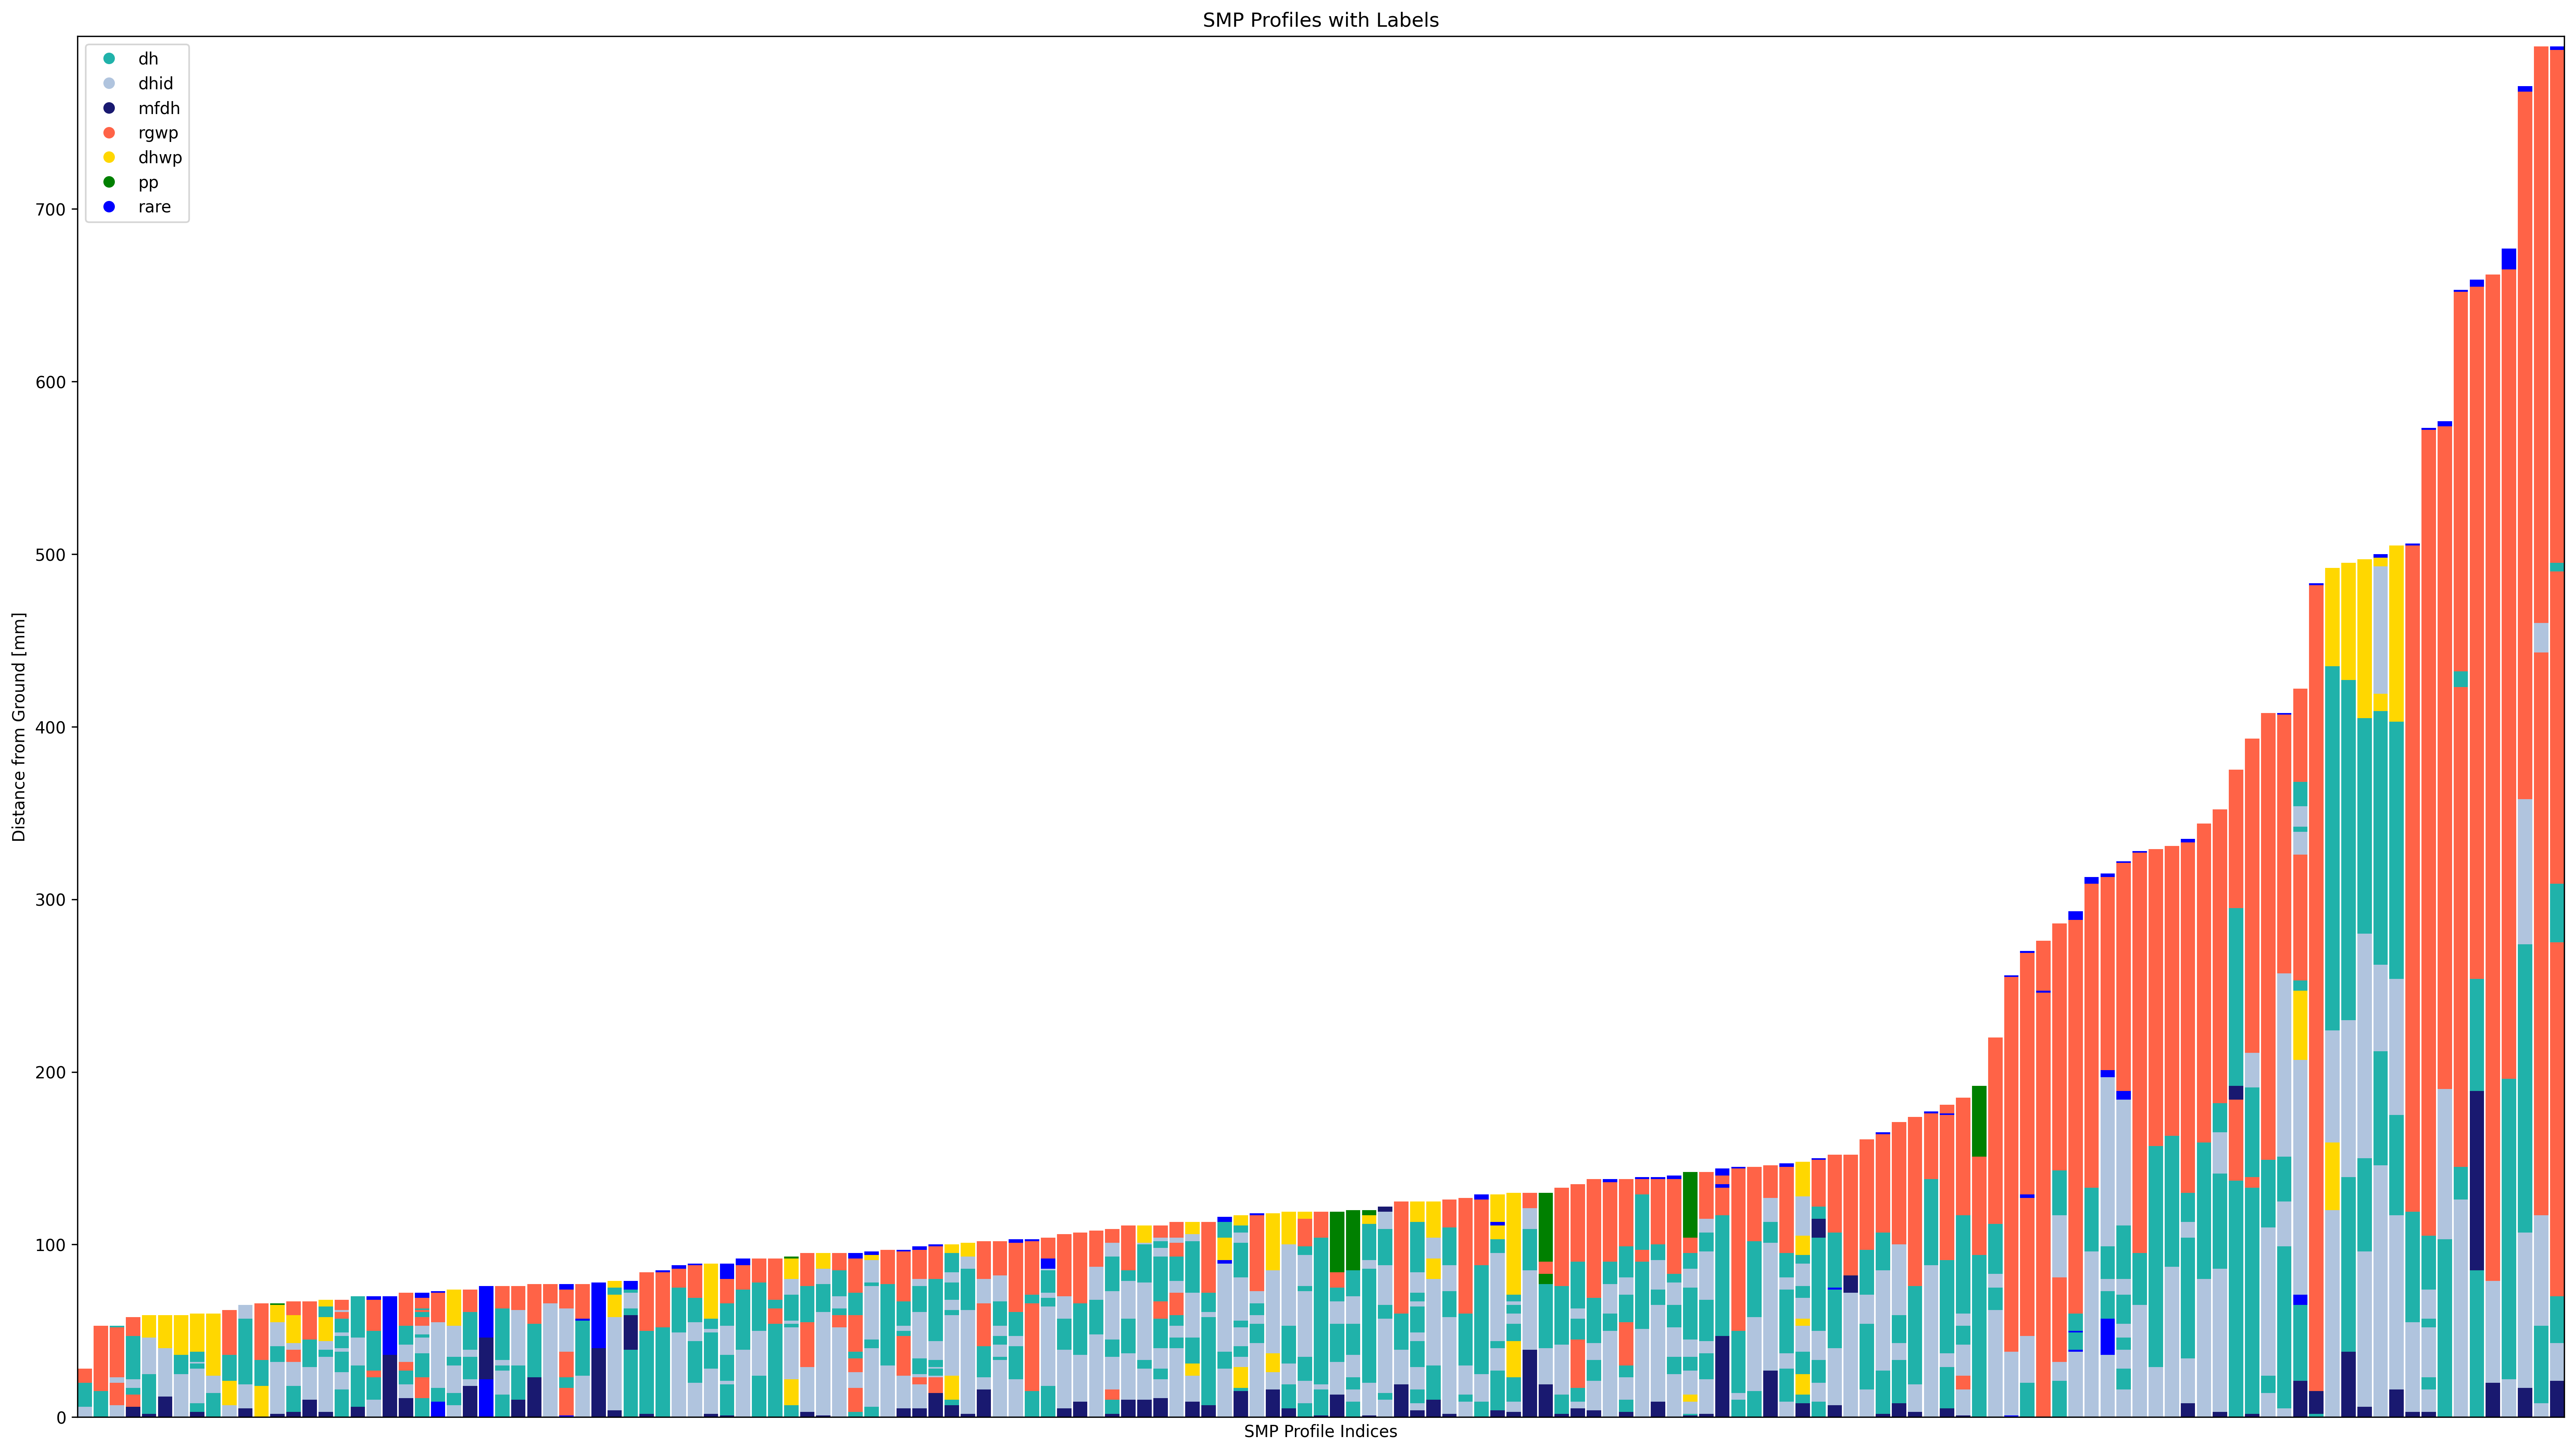 SMP Profiles with Labels
dh
dhid
mfdh
rgwp
dhwp
pp
rare
700
600
500
400
300
200
100
0
Distance from Ground [mm]
SMP Profile Indices